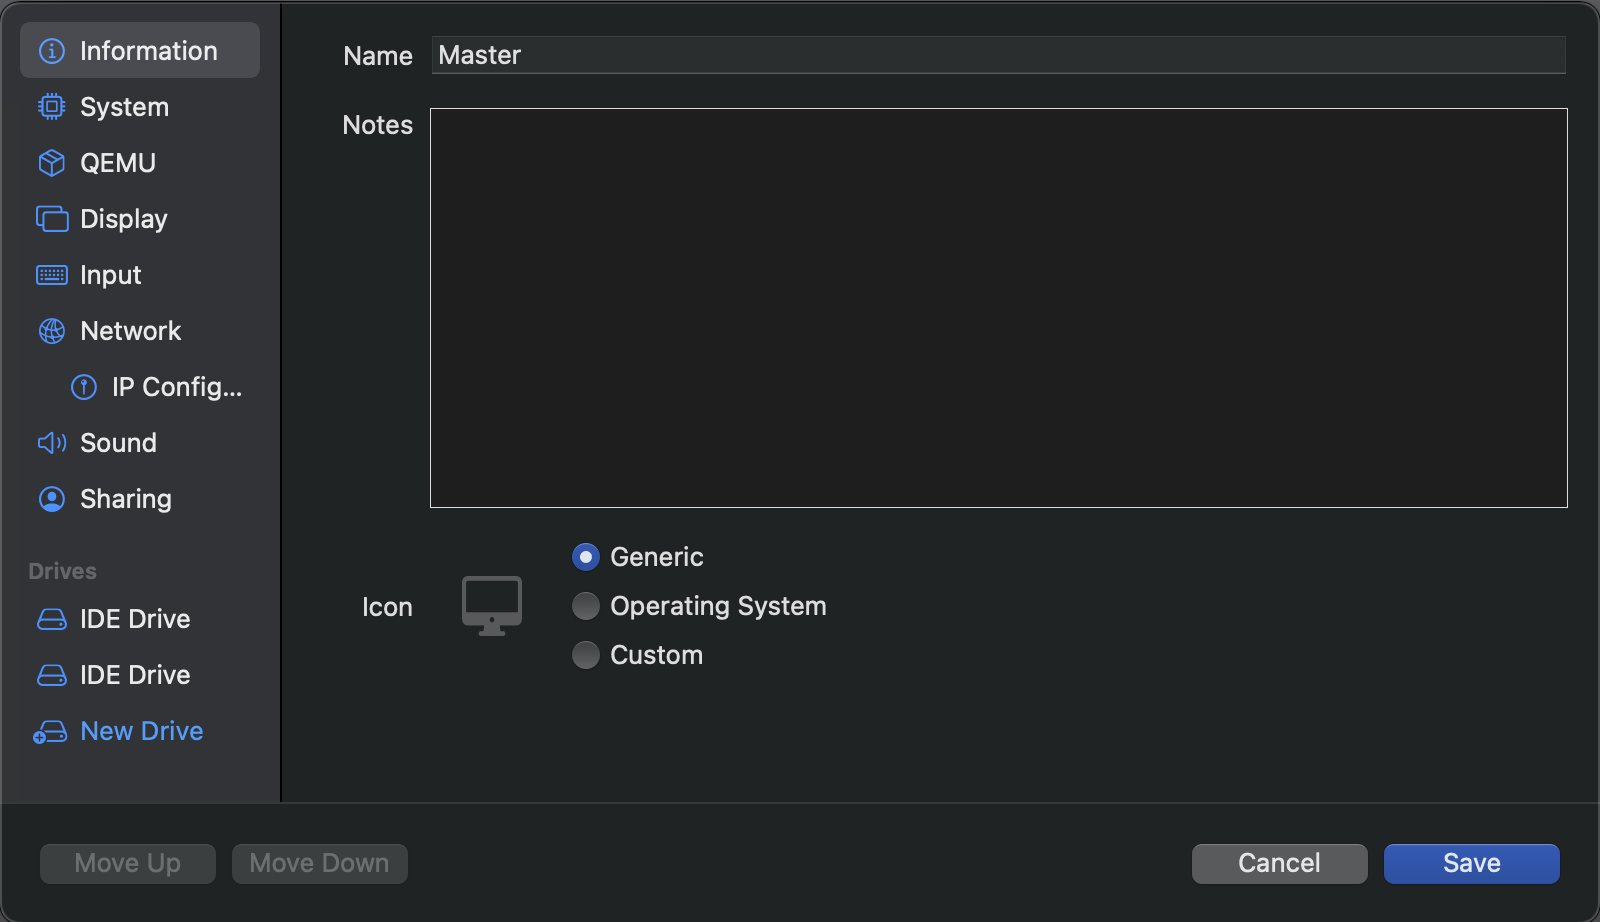 Information
System
QEMU
Display
Input
Network
IP Config...
Sound
Sharing
Drives
IDE Drive
IDE Drive
New Drive
Name
Master
Notes
Icon
Generic
Operating System
Custom
Move Up
Move Down
Cancel
Save